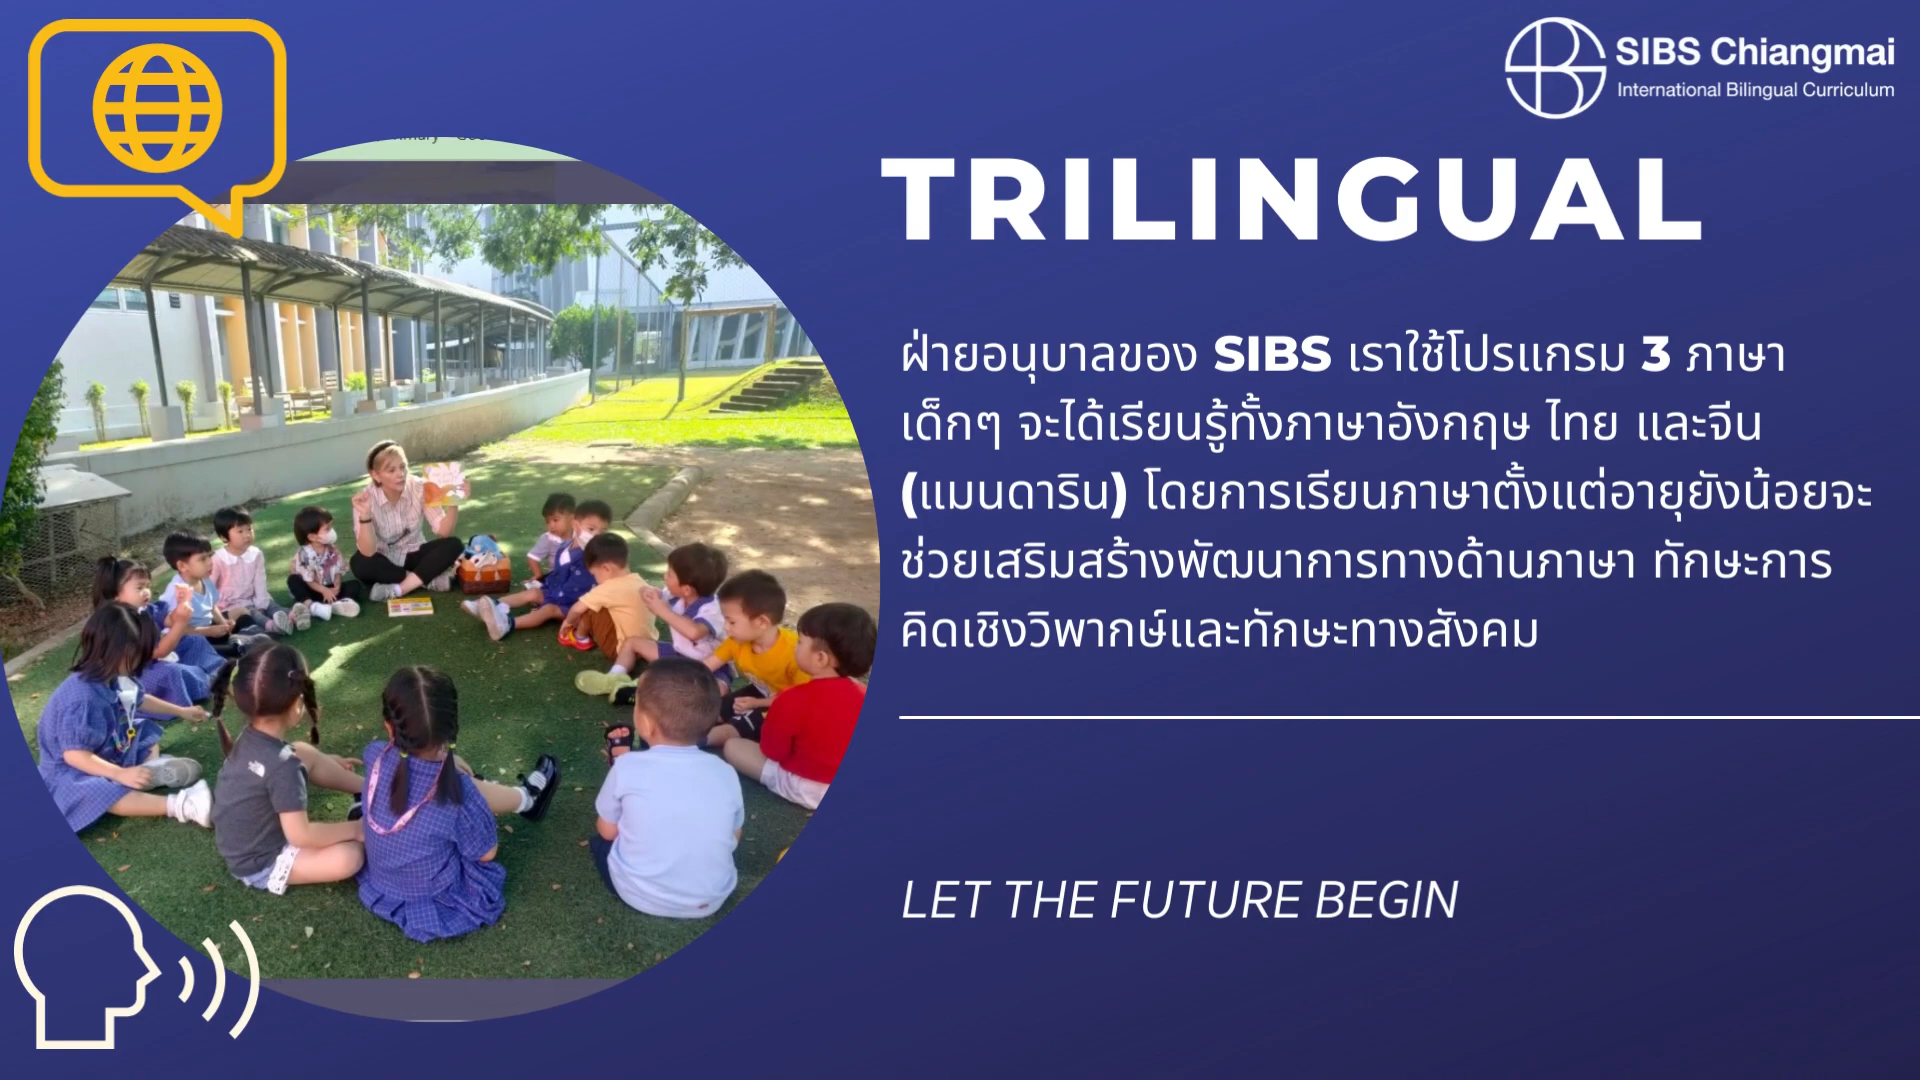 SIBS Chiangmai
International Bilingual Curriculum
TRILINGUAL
ฝ่ายอนุบาลของ SIBS เราใช้โปรแกรม 3 ภาษา
เด็กๆ จะได้เรียนรู้ทั้งภาษาอังกฤษ ไทย และจีน
(แมนดาริน) โดยการเรียนภาษาตั้งแต่อายุยังน้อยจะ
ช่วยเสริมสร้างพัฒนาการทางด้านภาษา ทักษะการ
คิดเชิงวิพากษ์และทักษะทางสังคม
LET THE FUTURE BEGIN